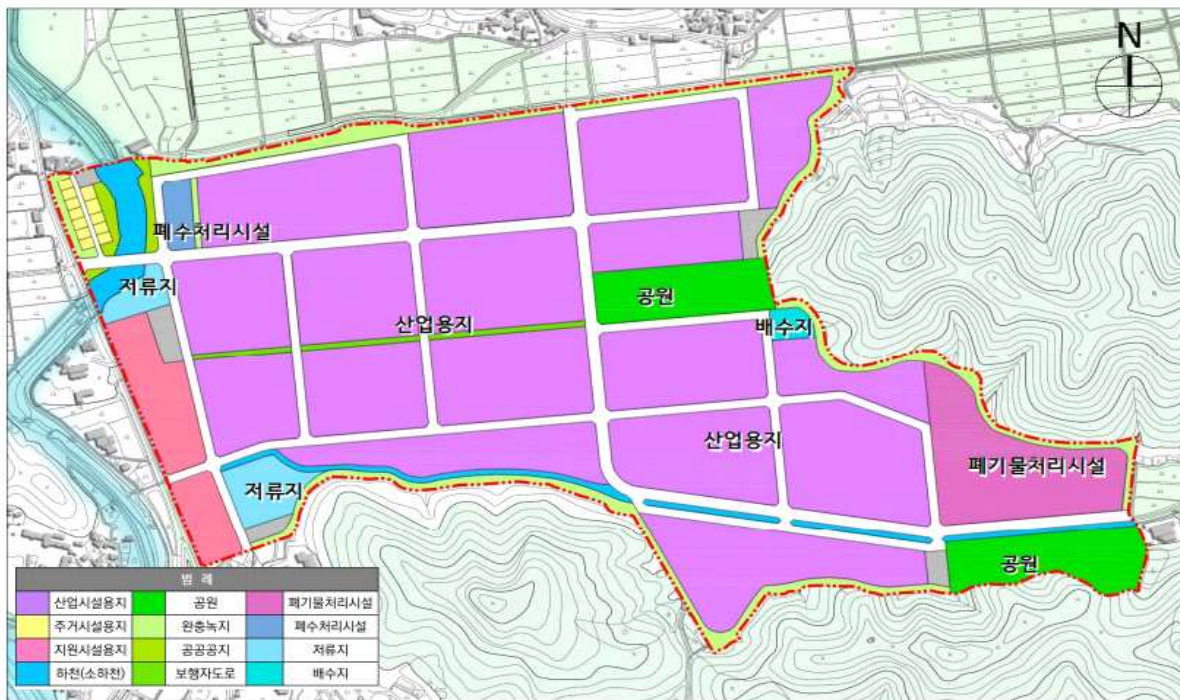 N
폐수처리시설
저류지
공원
산업용지
배수지
산업용지
폐기물처리시설
저류지
공원
범 례
산업시설용지 공원 폐기물처리시설
주거시설용지 완충녹지 폐수처리시설
지원시설용지 공공공지 저류지
하천(소하천) 보행자도로 배수지